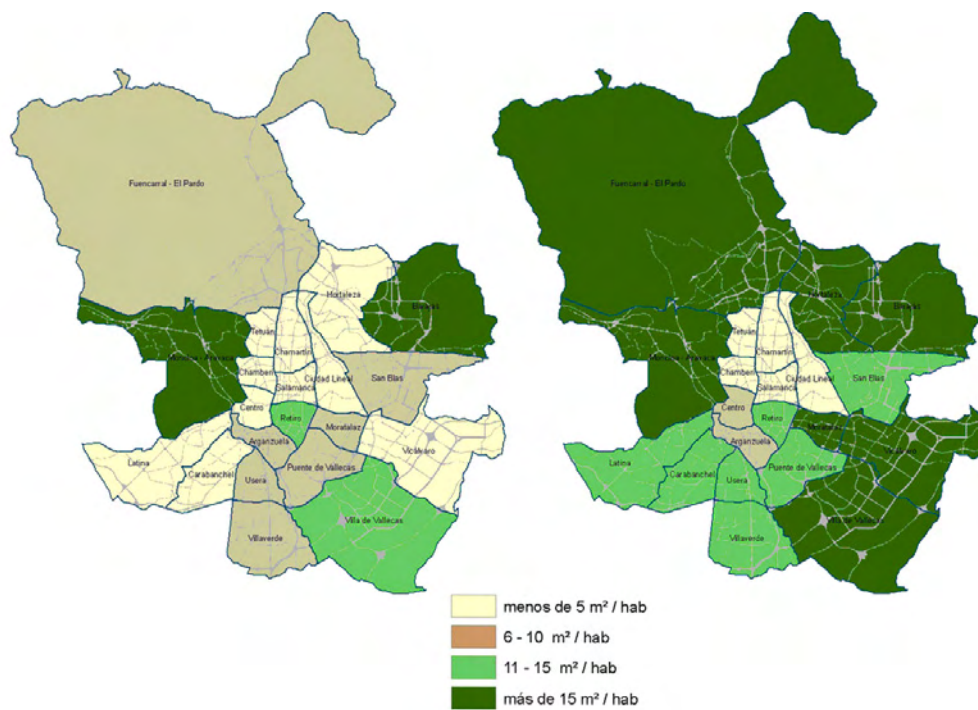 Fuencarral - El Pardo
Hortaleza
Barajas
Tetuán
Moncloa - Aravaca
Chamartín
Chamberí
Ciudad Lineal
San Blas
Salamanca
Centro
Retiro
Moratalaz
Arganzuela
Vicálvaro
Latina
Carabanchel
Puente de Vallecas
Usera
Villa de Vallecas
Villaverde
Fuencarral - El Pardo
Hortaleza
Barajas
Tetuán
Moncloa - Aravaca
Chamartín
Chamberí
Ciudad Lineal
San Blas
Salamanca
Centro
Retiro
Moratalaz
Arganzuela
Vicálvaro
Latina
Carabanchel
Puente de Vallecas
Usera
Villa de Vallecas
Villaverde
menos de 5 m² / hab
6 - 10 m² / hab
11 - 15 m² / hab
más de 15 m² / hab